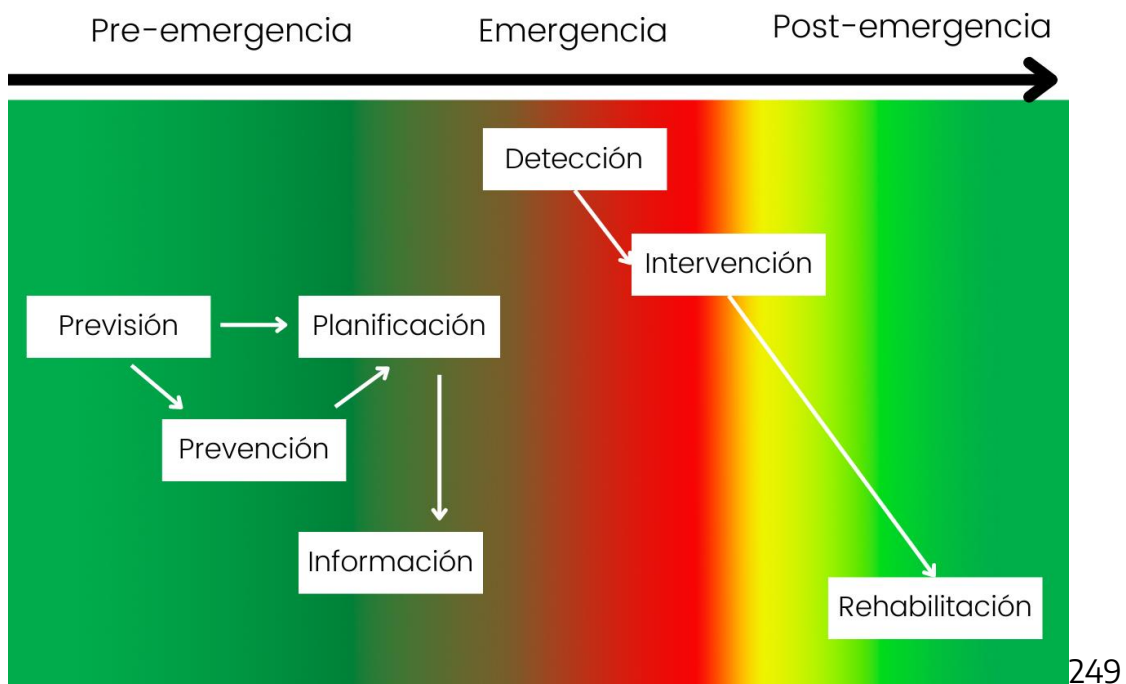 Pre-emergencia
Emergencia
Post-emergencia
Detección
Intervención
Previsión
Planificación
Prevención
Información
Rehabilitación
249